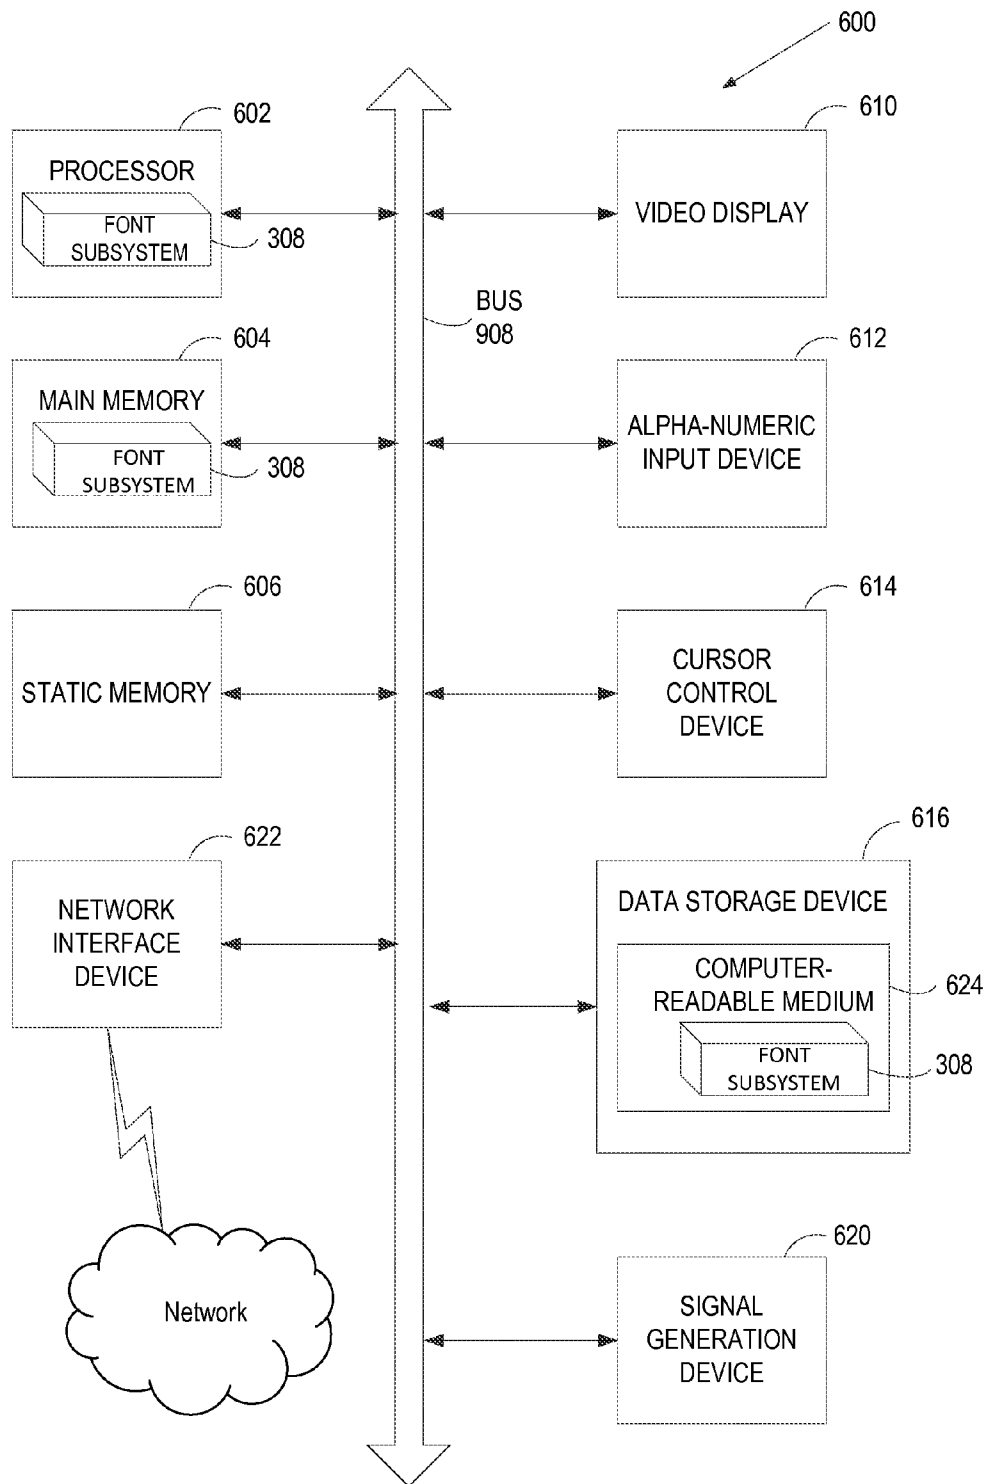 600
602
PROCESSOR
FONT
SUBSYSTEM
308
610
VIDEO DISPLAY
BUS
908
604
MAIN MEMORY
FONT
SUBSYSTEM
308
612
ALPHA-NUMERIC
INPUT DEVICE
606
STATIC MEMORY
614
CURSOR
CONTROL
DEVICE
622
NETWORK
INTERFACE
DEVICE
616
DATA STORAGE DEVICE
COMPUTER-
READABLE MEDIUM
624
FONT
SUBSYSTEM
308
Network
620
SIGNAL
GENERATION
DEVICE